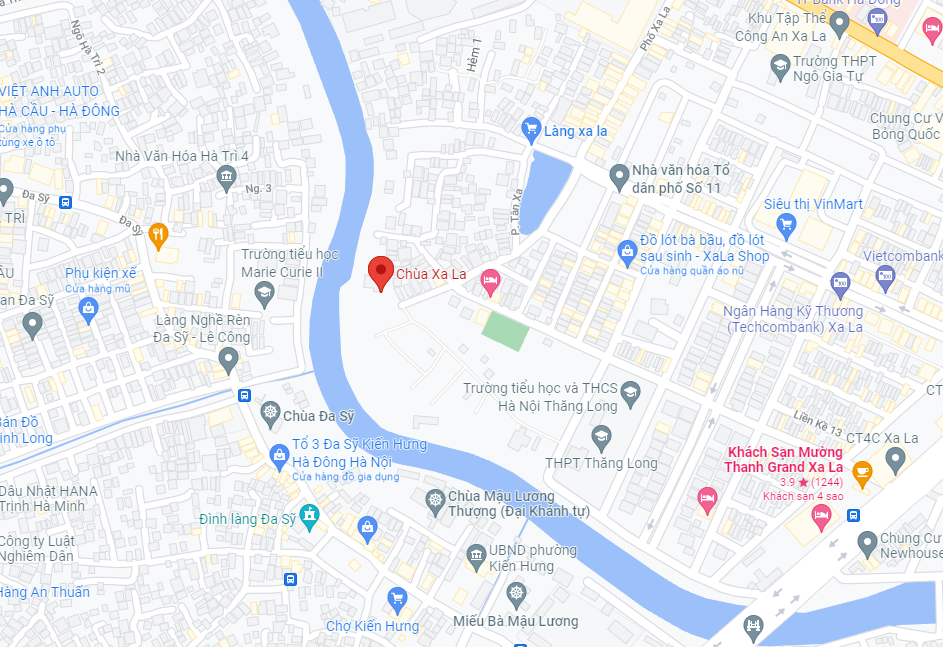 Ngõ Hà Trì 2
VIỆT ANH AUTO
HÀ CẦU - HÀ ĐÔNG
Cửa hàng phụ
tùng xe ô tô
Nhà Văn Hóa Hà Trì 4
Ng. 3
Đa Sỹ
TRÌ
Đa Sỹ
Hẻm 1
Phố Xa La
Khu Tập Thể
Công An Xa La
Trường THPT
Ngô Gia Tự
Chung Cư V
Bông Quốc
Làng xa la
Nhà văn hóa Tổ
dân phố Số 11
P. Tân Xa
Siêu thị VinMart
Đồ lót bà bầu, đồ lót
sau sinh - XaLa Shop
Cửa hàng quần áo nữ
Vietcombank
Trường tiểu học
Marie Curie II
Chùa Xa La
Phụ kiện xế
Cửa hàng mũ
an Đa Sỹ
Ngân Hàng Kỹ Thương
(Techcombank) Xa La
Làng Nghề Rèn
Đa Sỹ - Lê Công
Trường tiểu học và THCS
Hà Nội Thăng Long
CT
Chùa Đa Sỹ
Liền Kề 13
Bán Đồ
inh Long
Tổ 3 Đa Sỹ Kiến Hưng
Hà Đông Hà Nội
Cửa hàng đồ gia dụng
CT4C Xa La
THPT Thăng Long
Khách Sạn Mường
Thanh Grand Xa La
3.9 ★ (1244)
Khách sạn 4 sao
Dâu Nhật HANA
Trịnh Hà Minh
Chùa Mậu Lương
Thượng (Đại Khánh tự)
Đình làng Đa Sỹ
Công ty Luật
Nghiêm Dân
UBND phường
Kiến Hưng
Chung Cư
Newhouse
Hàng An Thuấn
Chợ Kiến Hưng
Miếu Bà Mậu Lương